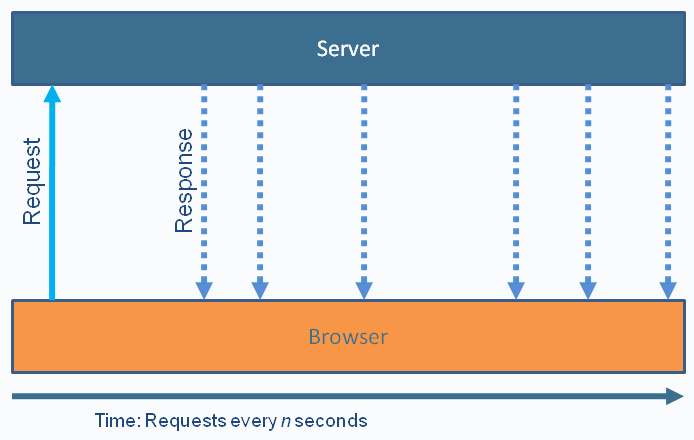 Server
Request
Response
Browser
Time: Requests every n seconds